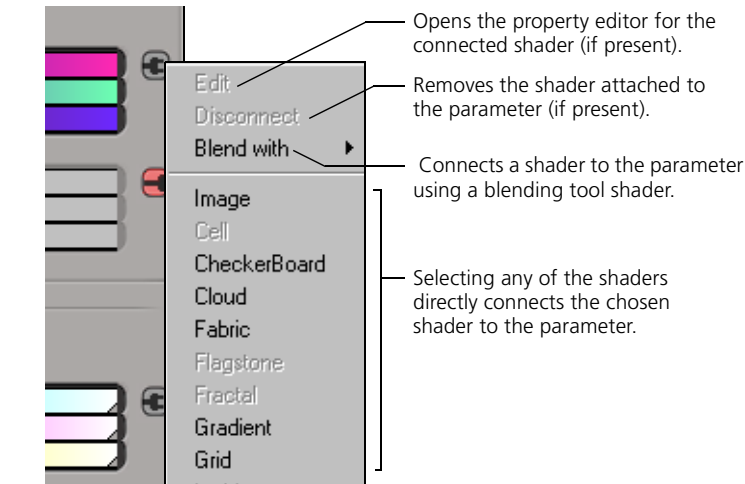 Opens the property editor for the
connected shader (if present).
Edit
Removes the shader attached to
the parameter (if present).
Disconnect
Blend with
Connects a shader to the parameter
using a blending tool shader.
Image
Cell
CheckerBoard
Cloud
Fabric
Flagstone
Fractal
Gradient
Grid
Selecting any of the shaders
directly connects the chosen
shader to the parameter.